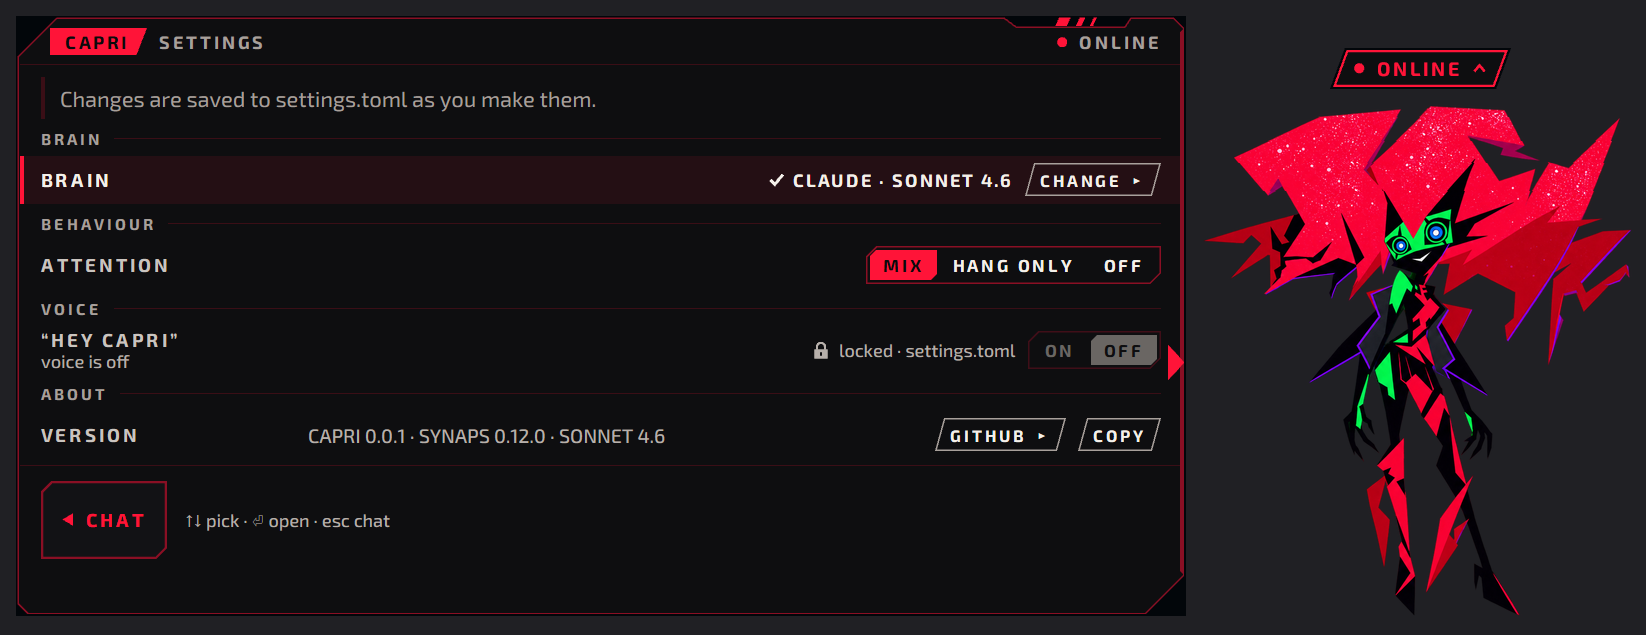 CAPRI SETTINGS ONLINE
ONLINE
Changes are saved to settings.toml as you make them.
BRAIN
BRAIN CLAUDE · SONNET 4.6 CHANGE
BEHAVIOUR
ATTENTION MIX HANG ONLY OFF
VOICE
“HEY CAPRI”
voice is off
locked · settings.toml ON OFF
ABOUT
VERSION CAPRI 0.0.1 · SYNAPS 0.12.0 · SONNET 4.6 GITHUB COPY
CHAT ↑↓ pick · ⏎ open · esc chat